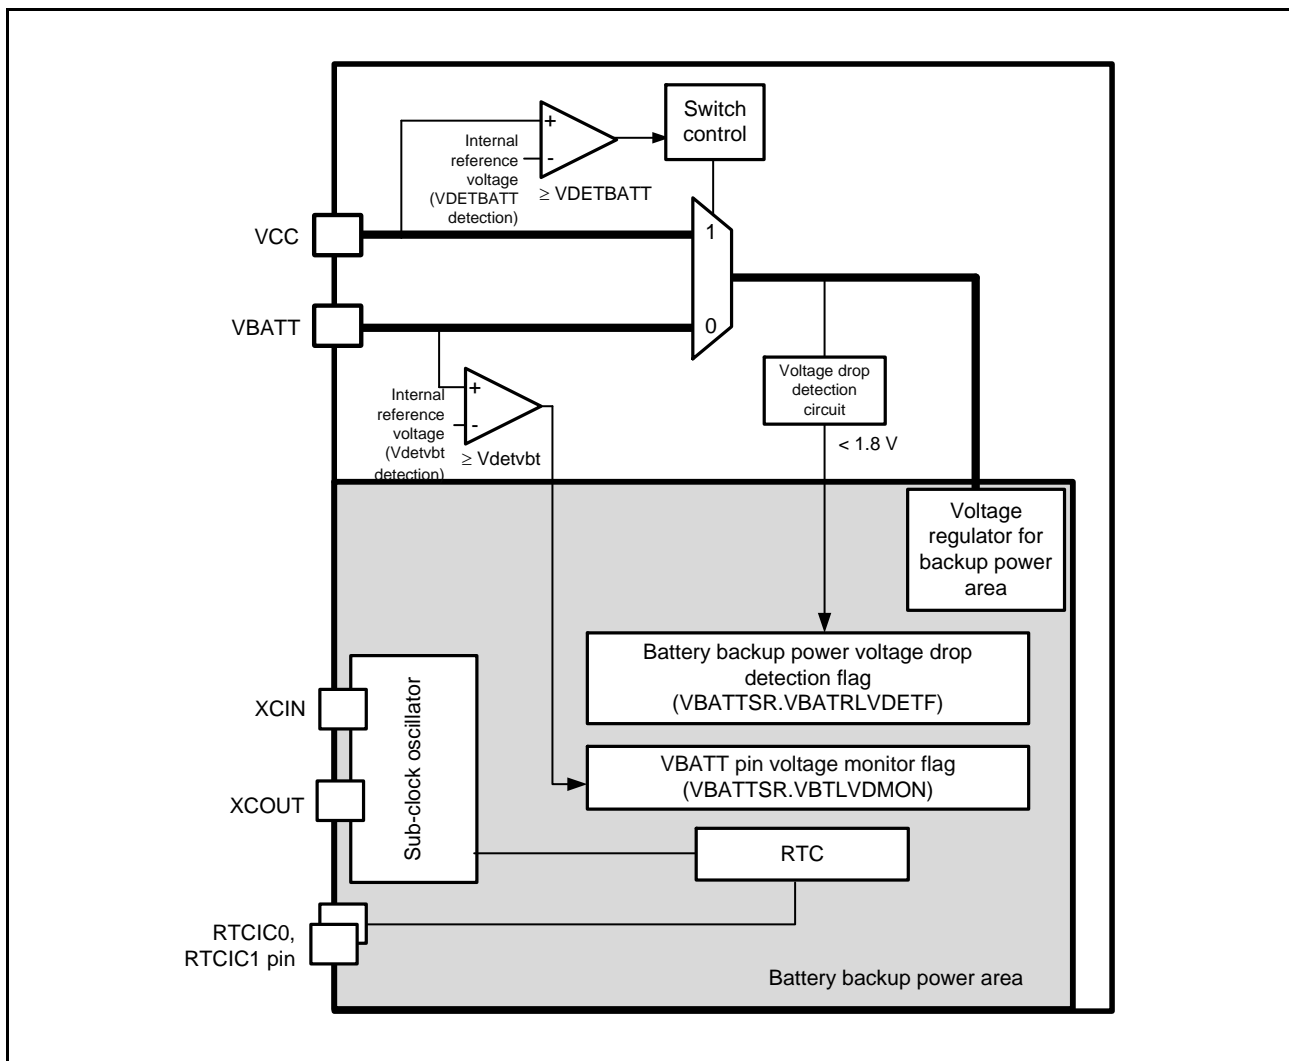 Switch
control
+
-
Internal
reference
voltage
(VDETBATT
detection)
≥ VDETBATT
VCC
1
VBATT
0
+
-
Internal
reference
voltage
(Vdetvbt
detection)
≥ Vdetvbt
Voltage drop
detection
circuit
< 1.8 V
Voltage
regulator for
backup power
area
Battery backup power voltage drop
detection flag
(VBATTSR.VBATRLVDETF)
VBATT pin voltage monitor flag
(VBATTSR.VBTLVDMON)
XCIN
XCOUT
Sub-clock oscillator
RTC
RTCIC0,
RTCIC1 pin
Battery backup power area